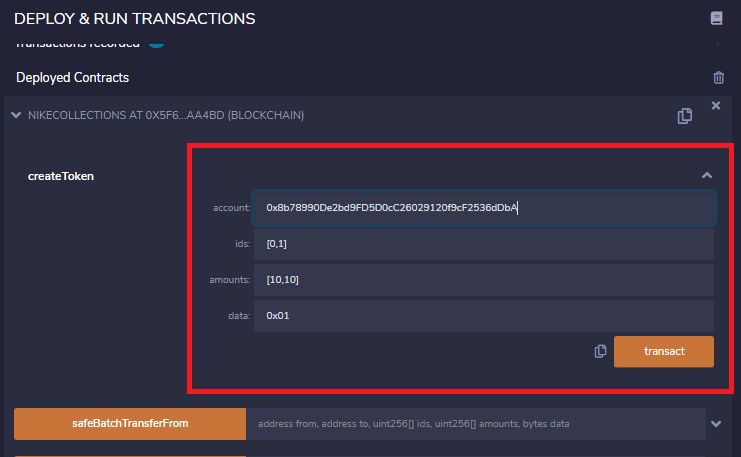 DEPLOY & RUN TRANSACTIONS
Transactions recorded
Deployed Contracts
NIKECOLLECTIONS AT 0X5F6...AA4BD (BLOCKCHAIN)
createToken
account: 0x8b78990De2bd9FD5D0cC26029120f9cF2536dDbA
ids: [0,1]
amounts: [10,10]
data: 0x01
transact
safeBatchTransferFrom address from, address to, uint256[] ids, uint256[] amounts, bytes data